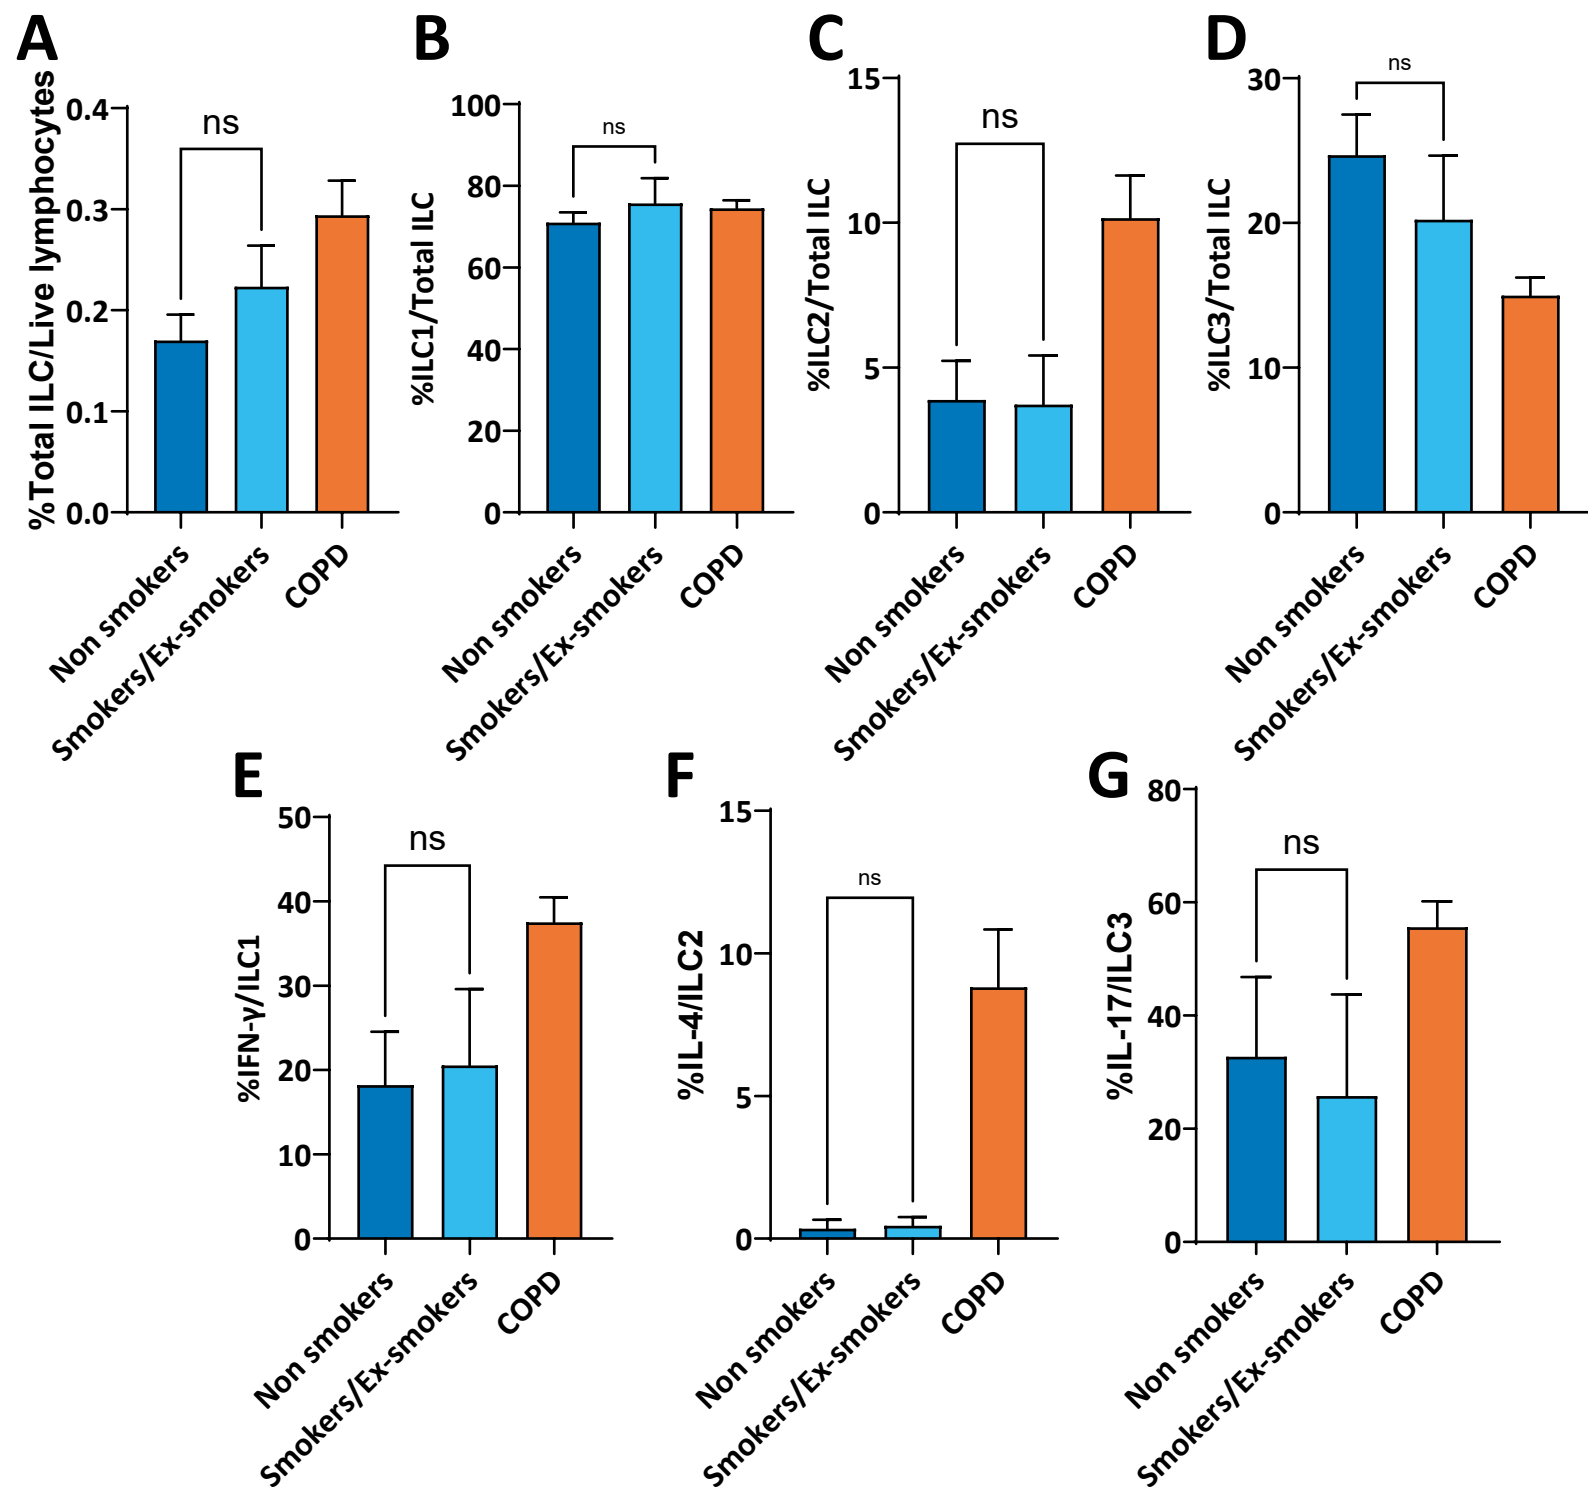 A
%Total ILC/Live lymphocytes
0.4
0.3
0.2
0.1
0.0
ns
Non smokers
Smokers/Ex-smokers
COPD
B
%ILC1/Total ILC
100
80
60
40
20
0
ns
Non smokers
Smokers/Ex-smokers
COPD
C
%ILC2/Total ILC
15
10
5
0
ns
Non smokers
Smokers/Ex-smokers
COPD
D
%ILC3/Total ILC
30
20
10
0
ns
Non smokers
Smokers/Ex-smokers
COPD
E
%IFN-γ/ILC1
50
40
30
20
10
0
ns
Non smokers
Smokers/Ex-smokers
COPD
F
%IL-4/ILC2
15
10
5
0
ns
Non smokers
Smokers/Ex-smokers
COPD
G
%IL-17/ILC3
80
60
40
20
0
ns
Non smokers
Smokers/Ex-smokers
COPD